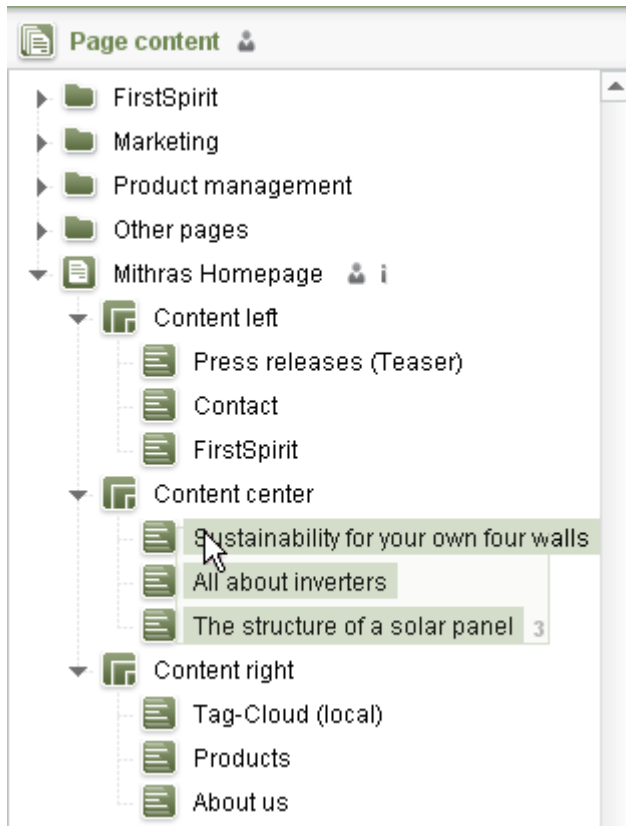 Page content
FirstSpirit
Marketing
Product management
Other pages
Mithras Homepage i
Content left
Press releases (Teaser)
Contact
FirstSpirit
Content center
Sustainability for your own four walls
All about inverters
The structure of a solar panel 3
Content right
Tag-Cloud (local)
Products
About us